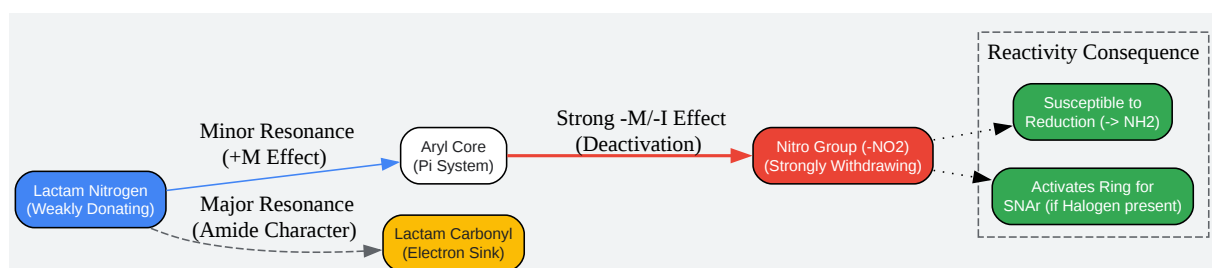 Lactam Nitrogen
(Weakly Donating)
Minor Resonance
(+M Effect)
Major Resonance
(Amide Character)
Aryl Core
(Pi System)
Lactam Carbonyl
(Electron Sink)
Strong -M/-I Effect
(Deactivation)
Nitro Group (-NO2)
(Strongly Withdrawing)
Reactivity Consequence
Susceptible to
Reduction (-> NH2)
Activates Ring for
SNAr (if Halogen present)